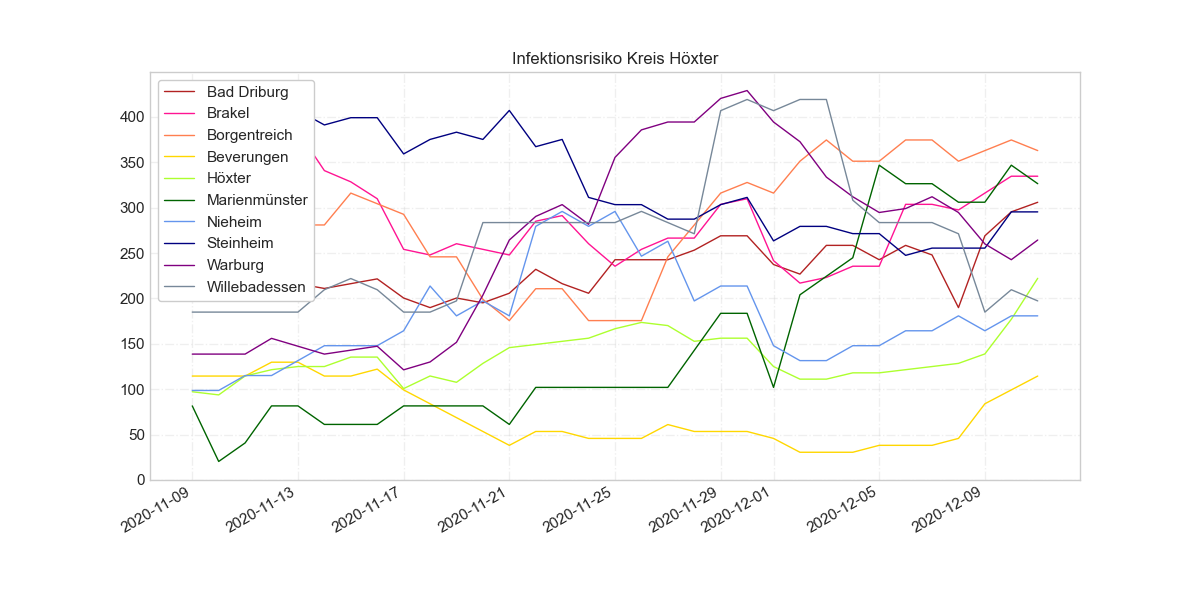 Infektionsrisiko Kreis Höxter
Bad Driburg
Brakel
Borgentreich
Beverungen
Höxter
Marienmünster
Nieheim
Steinheim
Warburg
Willebadessen
400
350
300
250
200
150
100
50
0
2020-11-09
2020-11-13
2020-11-17
2020-11-21
2020-11-25
2020-11-29
2020-12-01
2020-12-05
2020-12-09